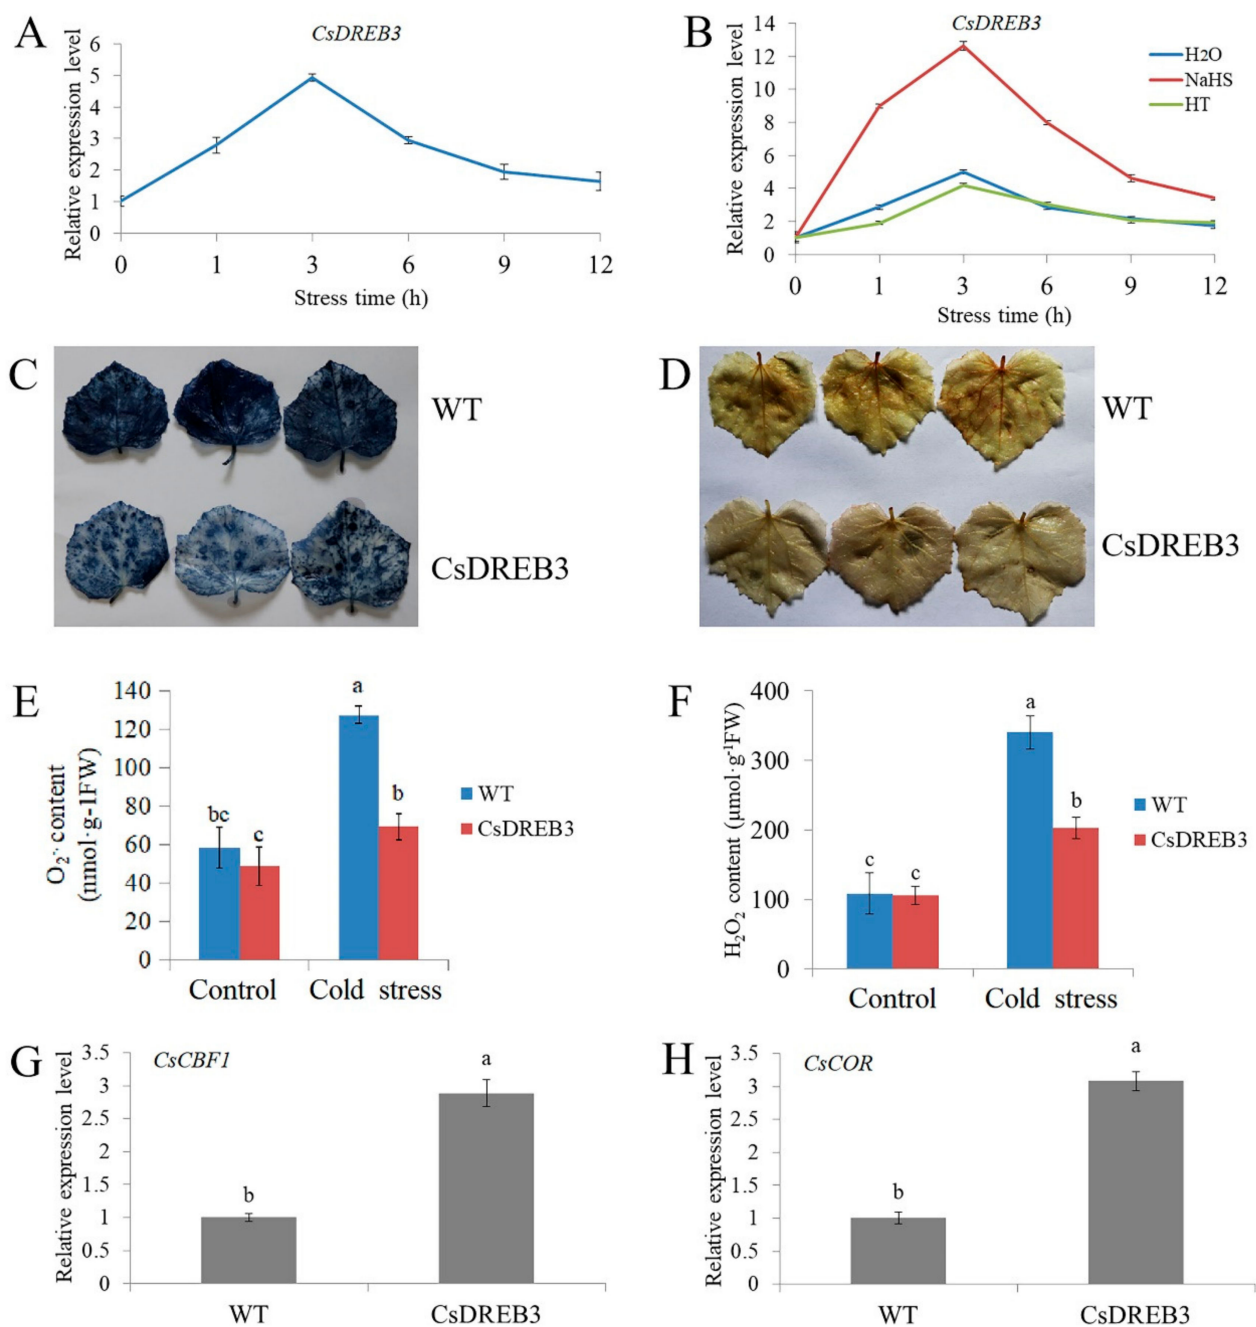 A
CsDREB3
Relative expression level
6
5
4
3
2
1
0
0 1 3 6 9 12
Stress time (h)
B
CsDREB3
Relative expression level
14
12
10
8
6
4
2
0
H2O
NaHS
HT
0 1 3 6 9 12
Stress time (h)
C
WT
CsDREB3
D
WT
CsDREB3
E
O₂⁻· content
(nmol·g-1FW)
140
120
100
80
60
40
20
0
bc
c
a
b
WT
CsDREB3
Control Cold stress
F
H₂O₂ content (μmol·g⁻¹FW)
400
300
200
100
0
c
c
a
b
WT
CsDREB3
Control Cold stress
G
CsCBF1
Relative expression level
3.5
3
2.5
2
1.5
1
0.5
0
b
a
WT CsDREB3
H
CsCOR
Relative expression level
3.5
3
2.5
2
1.5
1
0.5
0
b
a
WT CsDREB3